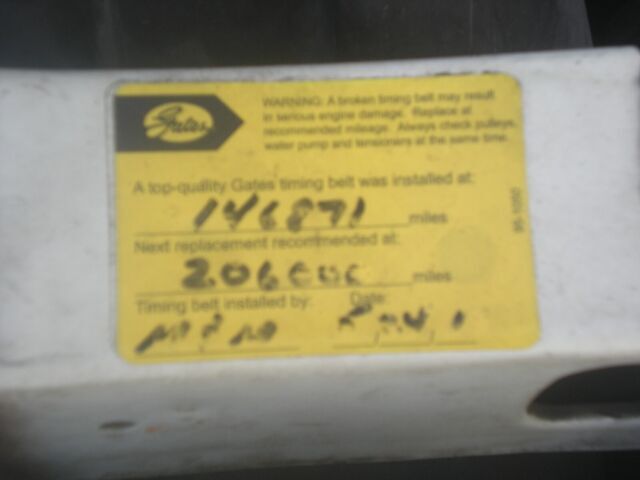 Gates
WARNING: A broken timing belt may result
in serious engine damage. Replace at
recommended mileage. Always check pulleys,
water pump and tensioners at the same time.
A top-quality Gates timing belt was installed at:
146871 miles
Next replacement recommended at:
206000 miles
Timing belt installed by: Date: